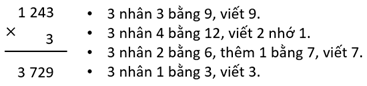 1 243
×
3
3 729
• 3 nhân 3 bằng 9, viết 9.
• 3 nhân 4 bằng 12, viết 2 nhớ 1.
• 3 nhân 2 bằng 6, thêm 1 bằng 7, viết 7.
• 3 nhân 1 bằng 3, viết 3.